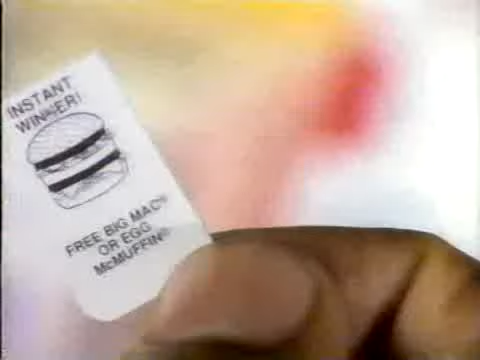 INSTANT
WINNER!
FREE BIG MAC®
OR EGG
McMUFFIN®